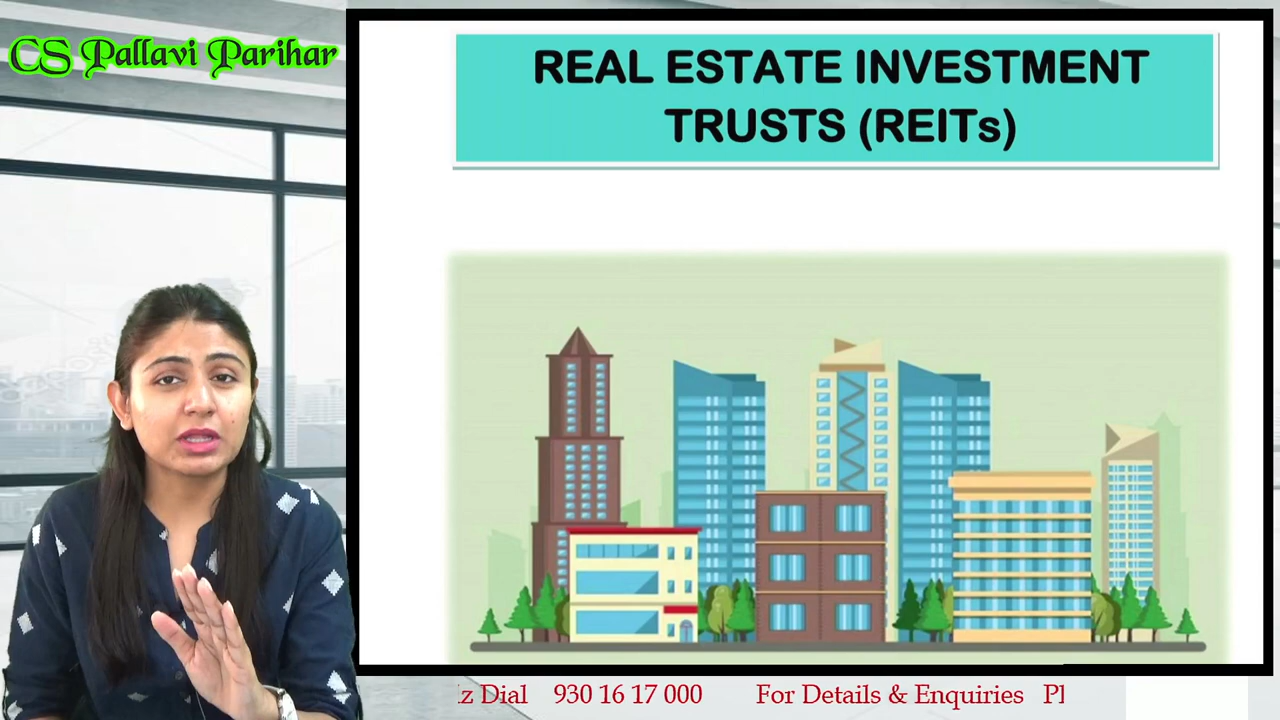 CS Pallavi Parihar
REAL ESTATE INVESTMENT
TRUSTS (REITs)
z Dial 930 16 17 000 For Details & Enquiries Pl